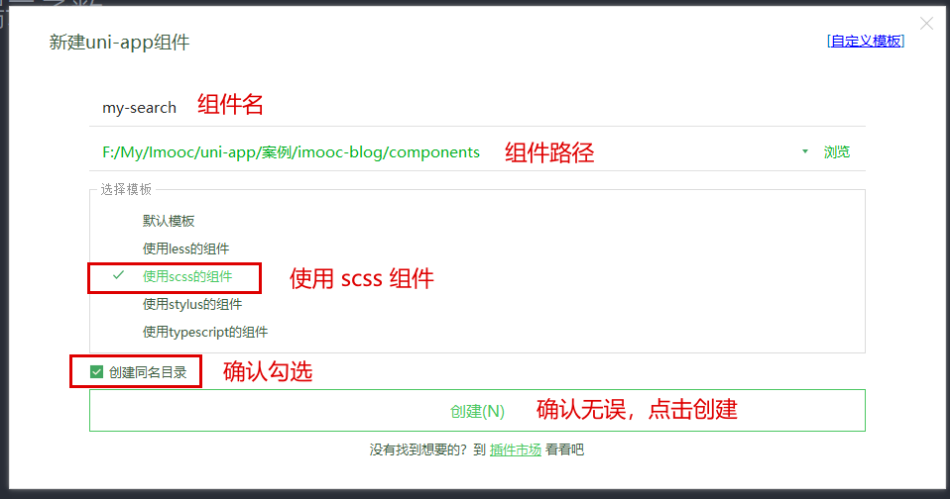 新建uni-app组件 [自定义模板]
my-search 组件名
F:/My/Imooc/uni-app/案例/imooc-blog/components 组件路径 浏览
选择模板
默认模板
使用less的组件
使用scss的组件 使用 scss 组件
使用stylus的组件
使用typescript的组件
创建同名目录 确认勾选
创建(N) 确认无误，点击创建
没有找到想要的？到 插件市场 看看吧